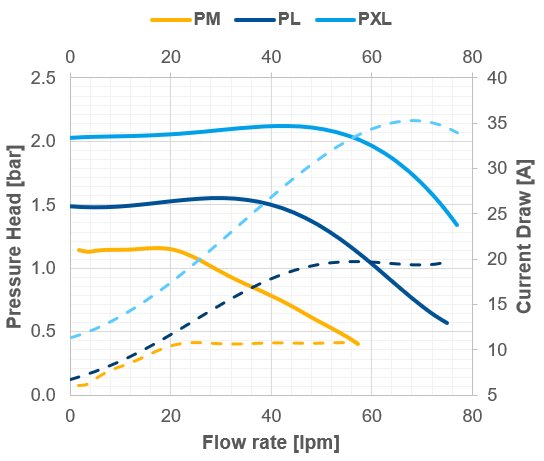 PM PL PXL
0 20 40 60 80
2.5 40
35
2.0
30
1.5
25
1.0 20
15
0.5
10
0.0 5
0 20 40 60 80
Pressure Head [bar]
Current Draw [A]
Flow rate [lpm]